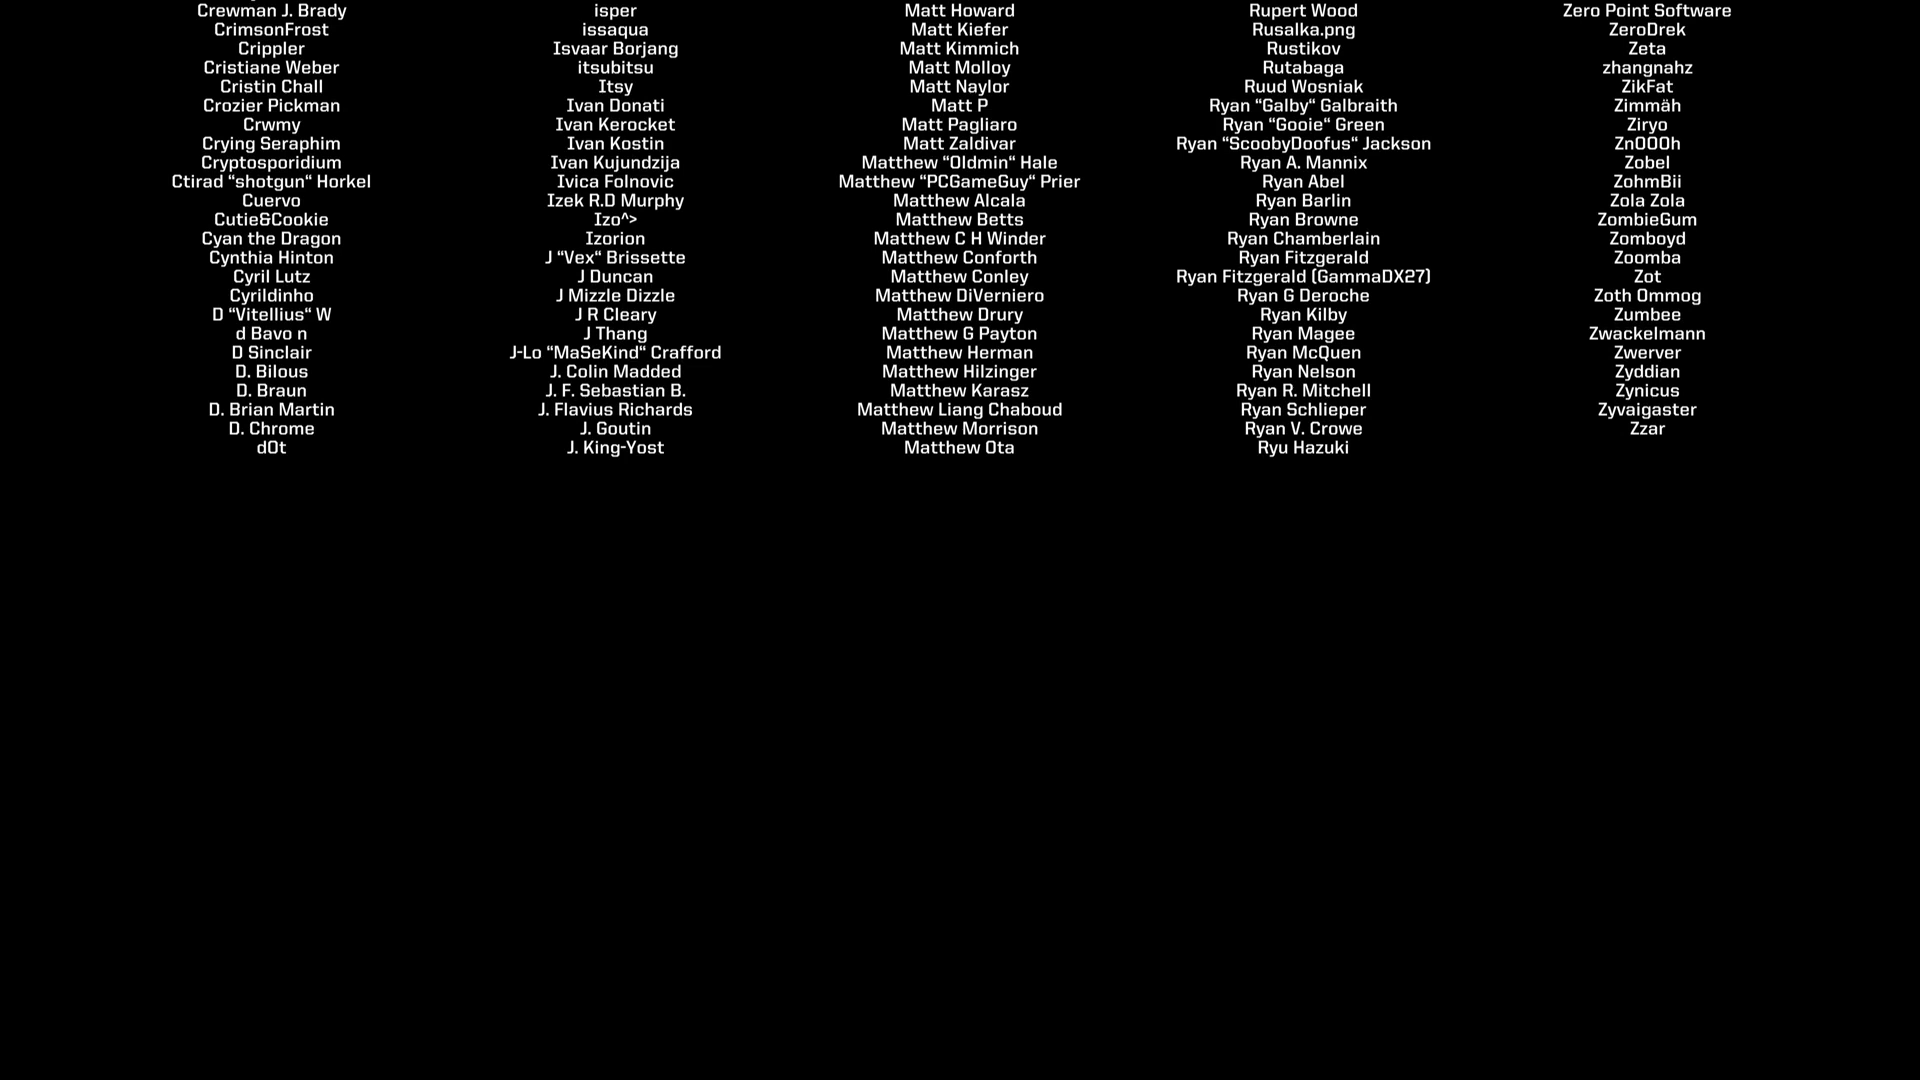 Crewman J. Brady
CrimsonFrost
Crippler
Cristiane Weber
Cristin Chall
Crozier Pickman
Crwmy
Crying Seraphim
Cryptosporidium
Ctirad “shotgun“ Horkel
Cuervo
Cutie&Cookie
Cyan the Dragon
Cynthia Hinton
Cyril Lutz
Cyrildinho
D “Vitellius“ W
d Bavo n
D Sinclair
D. Bilous
D. Braun
D. Brian Martin
D. Chrome
d0t
isper
issaqua
Isvaar Borjang
itsubitsu
Itsy
Ivan Donati
Ivan Kerocket
Ivan Kostin
Ivan Kujundzija
Ivica Folnovic
Izek R.D Murphy
Izo^>
Izorion
J “Vex“ Brissette
J Duncan
J Mizzle Dizzle
J R Cleary
J Thang
J-Lo “MaSeKind“ Crafford
J. Colin Madded
J. F. Sebastian B.
J. Flavius Richards
J. Goutin
J. King-Yost
Matt Howard
Matt Kiefer
Matt Kimmich
Matt Molloy
Matt Naylor
Matt P
Matt Pagliaro
Matt Zaldivar
Matthew “Oldmin“ Hale
Matthew “PCGameGuy“ Prier
Matthew Alcala
Matthew Betts
Matthew C H Winder
Matthew Conforth
Matthew Conley
Matthew DiVerniero
Matthew Drury
Matthew G Payton
Matthew Herman
Matthew Hilzinger
Matthew Karasz
Matthew Liang Chaboud
Matthew Morrison
Matthew Ota
Rupert Wood
Rusalka.png
Rustikov
Rutabaga
Ruud Wosniak
Ryan “Galby“ Galbraith
Ryan “Gooie“ Green
Ryan “ScoobyDoofus“ Jackson
Ryan A. Mannix
Ryan Abel
Ryan Barlin
Ryan Browne
Ryan Chamberlain
Ryan Fitzgerald
Ryan Fitzgerald (GammaDX27)
Ryan G Deroche
Ryan Kilby
Ryan Magee
Ryan McQuen
Ryan Nelson
Ryan R. Mitchell
Ryan Schlieper
Ryan V. Crowe
Ryu Hazuki
Zero Point Software
ZeroDrek
Zeta
zhangnahz
ZikFat
Zimmäh
Ziryo
Zn000h
Zobel
ZohmBii
Zola Zola
ZombieGum
Zomboyd
Zoomba
Zot
Zoth Ommog
Zumbee
Zwackelmann
Zwerver
Zyddian
Zynicus
Zyvaigaster
Zzar